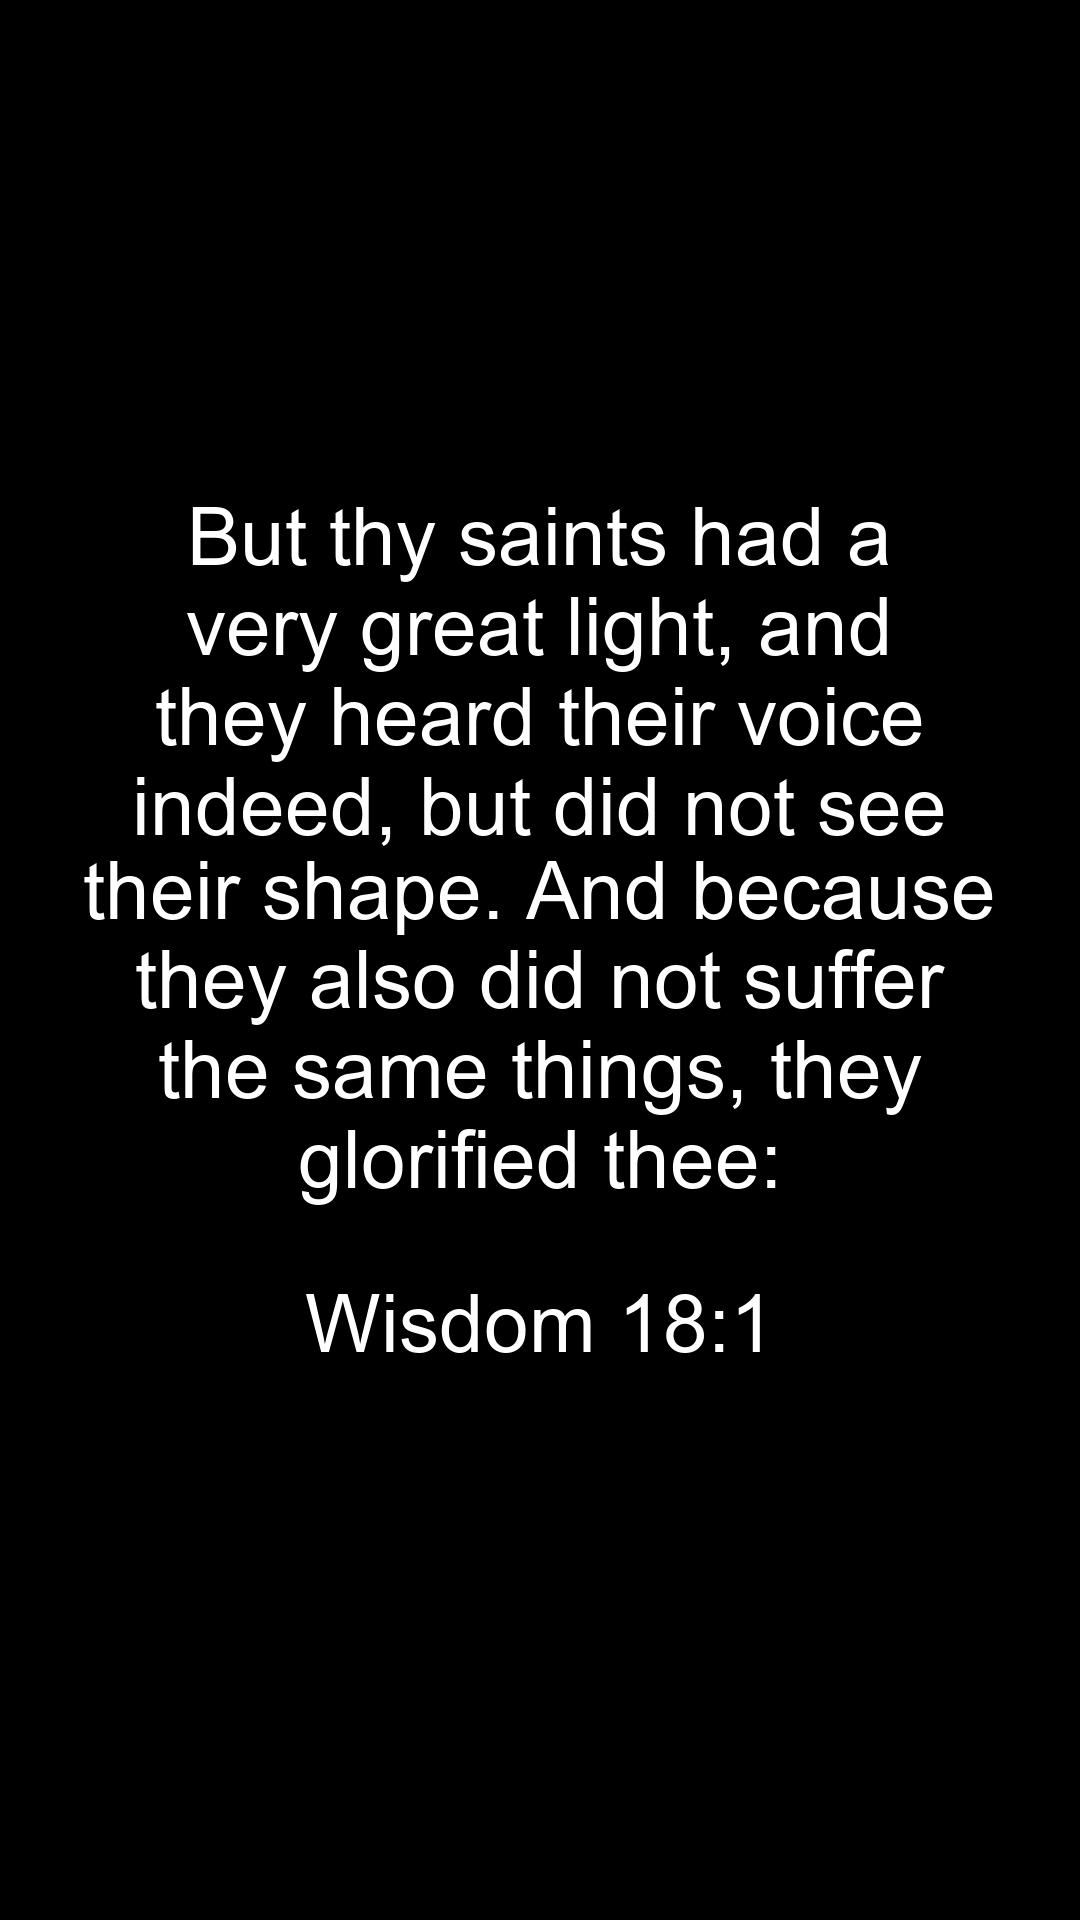 But thy saints had a
very great light, and
they heard their voice
indeed, but did not see
their shape. And because
they also did not suffer
the same things, they
glorified thee:
Wisdom 18:1